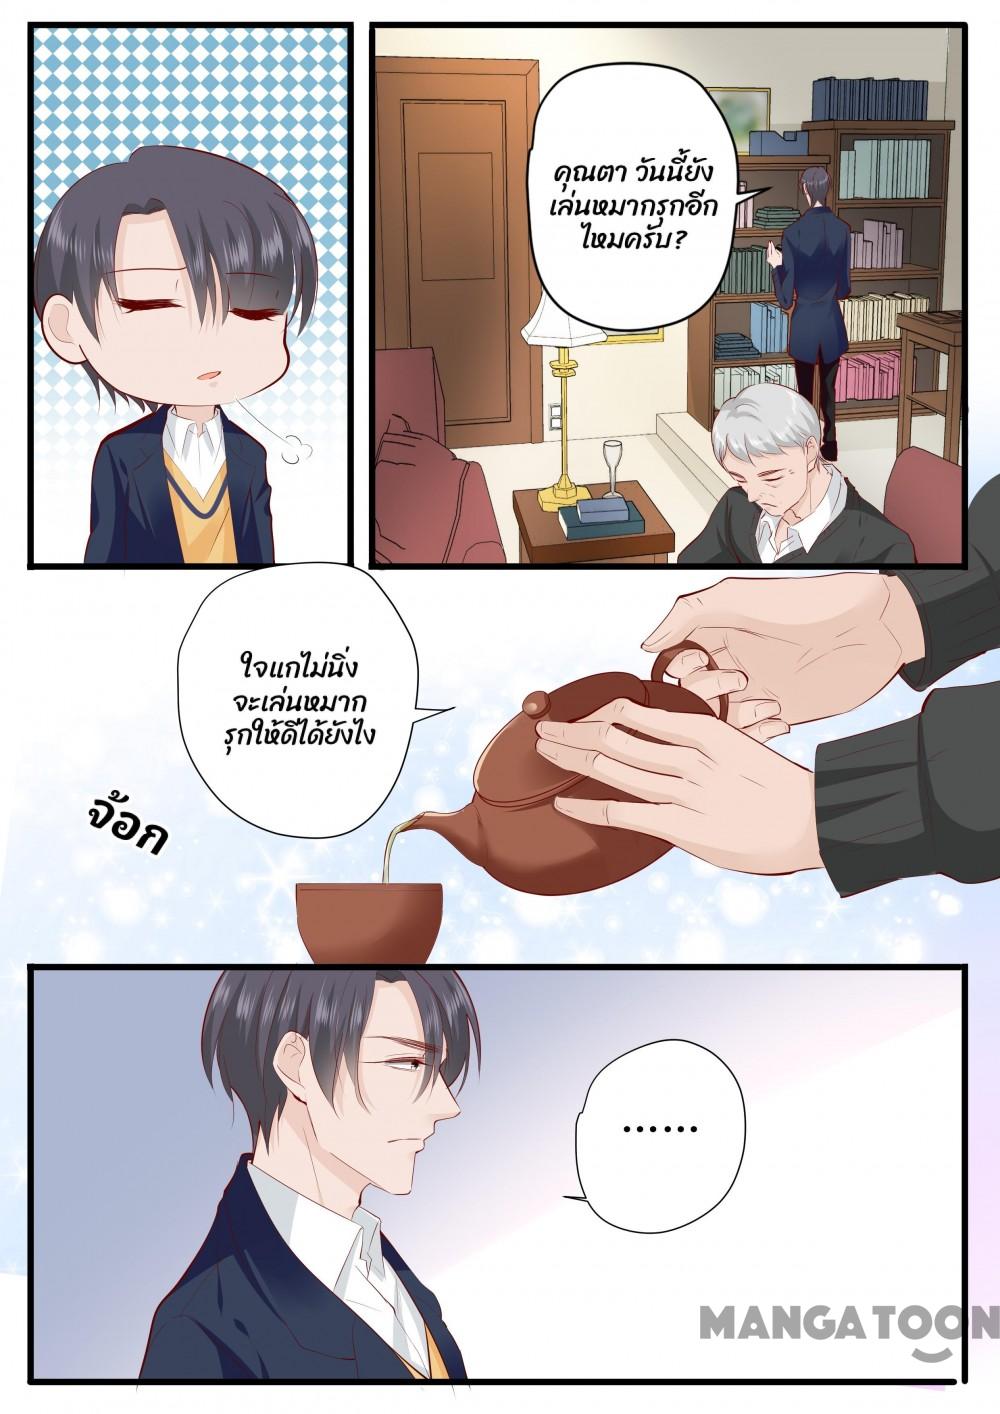 คุณตา วันนี้ยัง
เล่นหมากรุกอีก
ไหมครับ?
ใจแกไม่นิ่ง
จะเล่นหมาก
รุกให้ดีได้ยังไง
จ้อก
......
MANGATOON